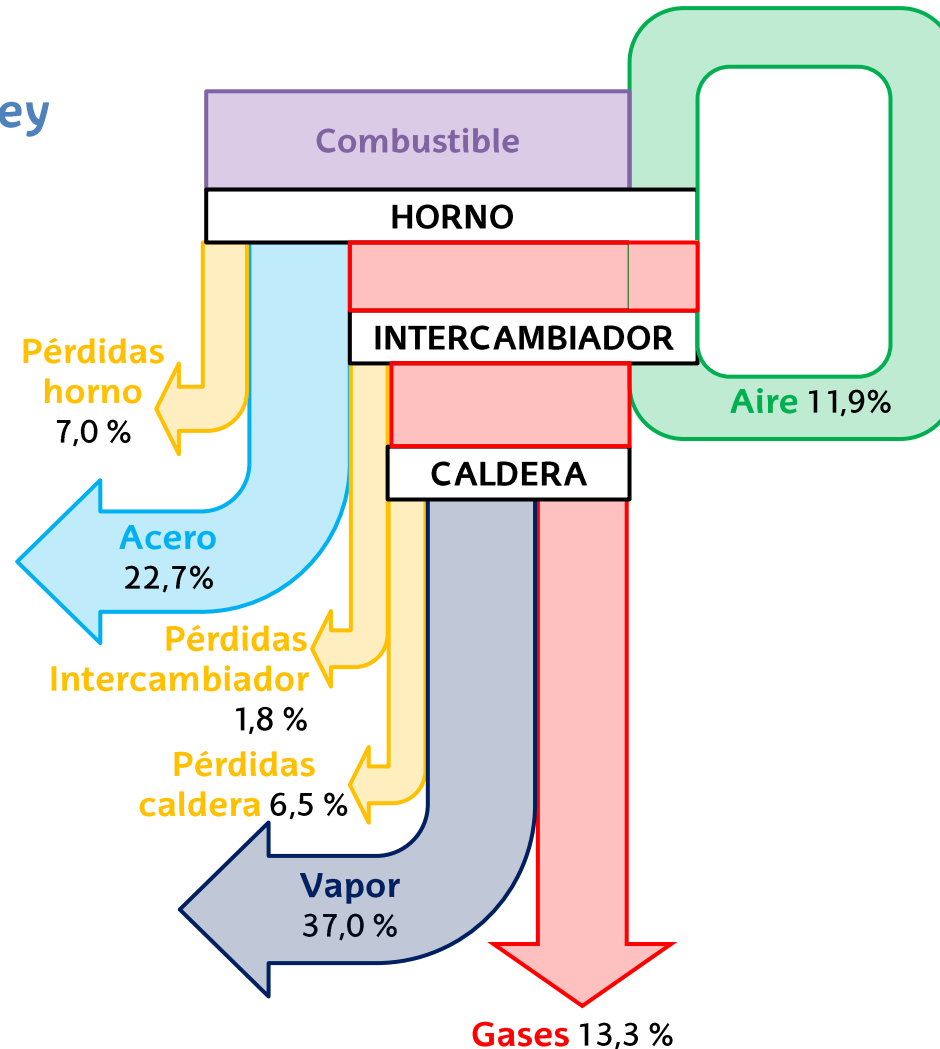 ey
Combustible
HORNO
INTERCAMBIADOR
Pérdidas
horno
7,0 %
Aire 11,9%
CALDERA
Acero
22,7%
Pérdidas
Intercambiador
1,8 %
Pérdidas
caldera 6,5 %
Vapor
37,0 %
Gases 13,3 %